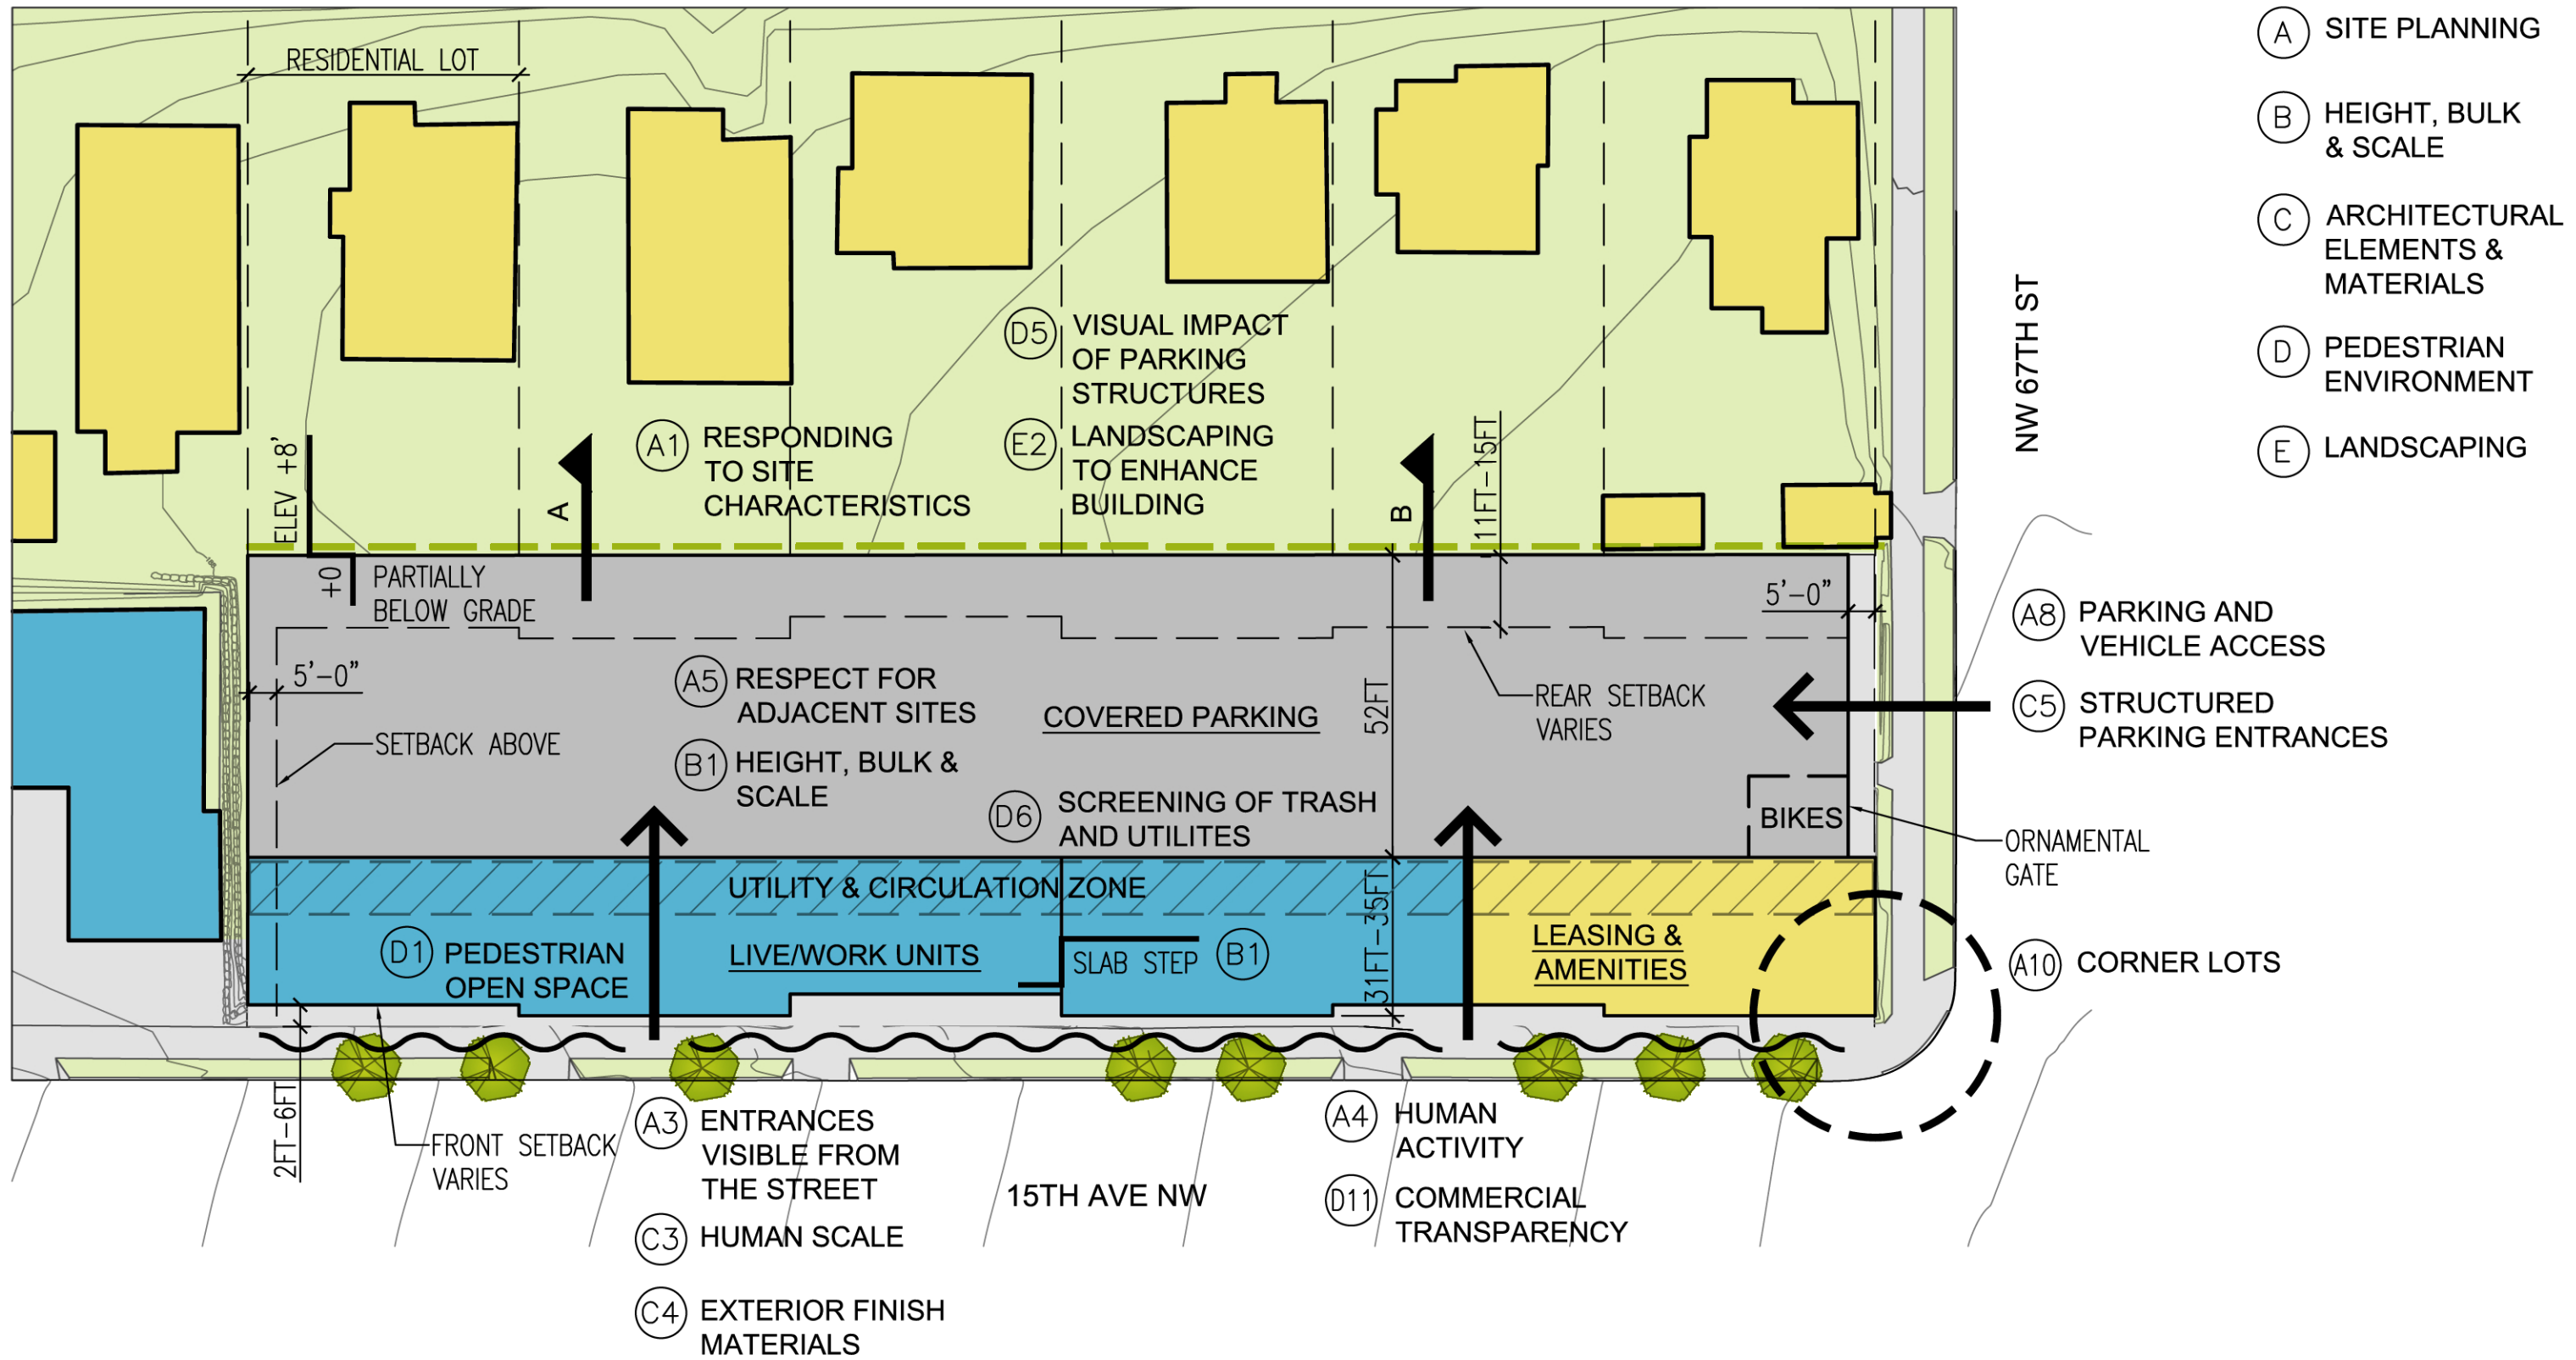 RESIDENTIAL LOT
A SITE PLANNING
B HEIGHT, BULK
& SCALE
C ARCHITECTURAL
ELEMENTS &
MATERIALS
D PEDESTRIAN
ENVIRONMENT
E LANDSCAPING
NW 67TH ST
D5 VISUAL IMPACT
OF PARKING
STRUCTURES
A1 RESPONDING
TO SITE
CHARACTERISTICS
E2 LANDSCAPING
TO ENHANCE
BUILDING
ELEV +8'
+0
A
B
11FT-15FT
PARTIALLY
BELOW GRADE
5'-0"
5'-0"
A8 PARKING AND
VEHICLE ACCESS
C5 STRUCTURED
PARKING ENTRANCES
A5 RESPECT FOR
ADJACENT SITES
COVERED PARKING
52FT
REAR SETBACK
VARIES
SETBACK ABOVE
B1 HEIGHT, BULK &
SCALE
D6 SCREENING OF TRASH
AND UTILITES
BIKES
ORNAMENTAL
GATE
UTILITY & CIRCULATION ZONE
D1 PEDESTRIAN
OPEN SPACE
LIVE/WORK UNITS
SLAB STEP
B1
31FT-35FT
LEASING &
AMENITIES
A10 CORNER LOTS
2FT-6FT
FRONT SETBACK
VARIES
A3 ENTRANCES
VISIBLE FROM
THE STREET
C3 HUMAN SCALE
C4 EXTERIOR FINISH
MATERIALS
15TH AVE NW
A4 HUMAN
ACTIVITY
D11 COMMERCIAL
TRANSPARENCY